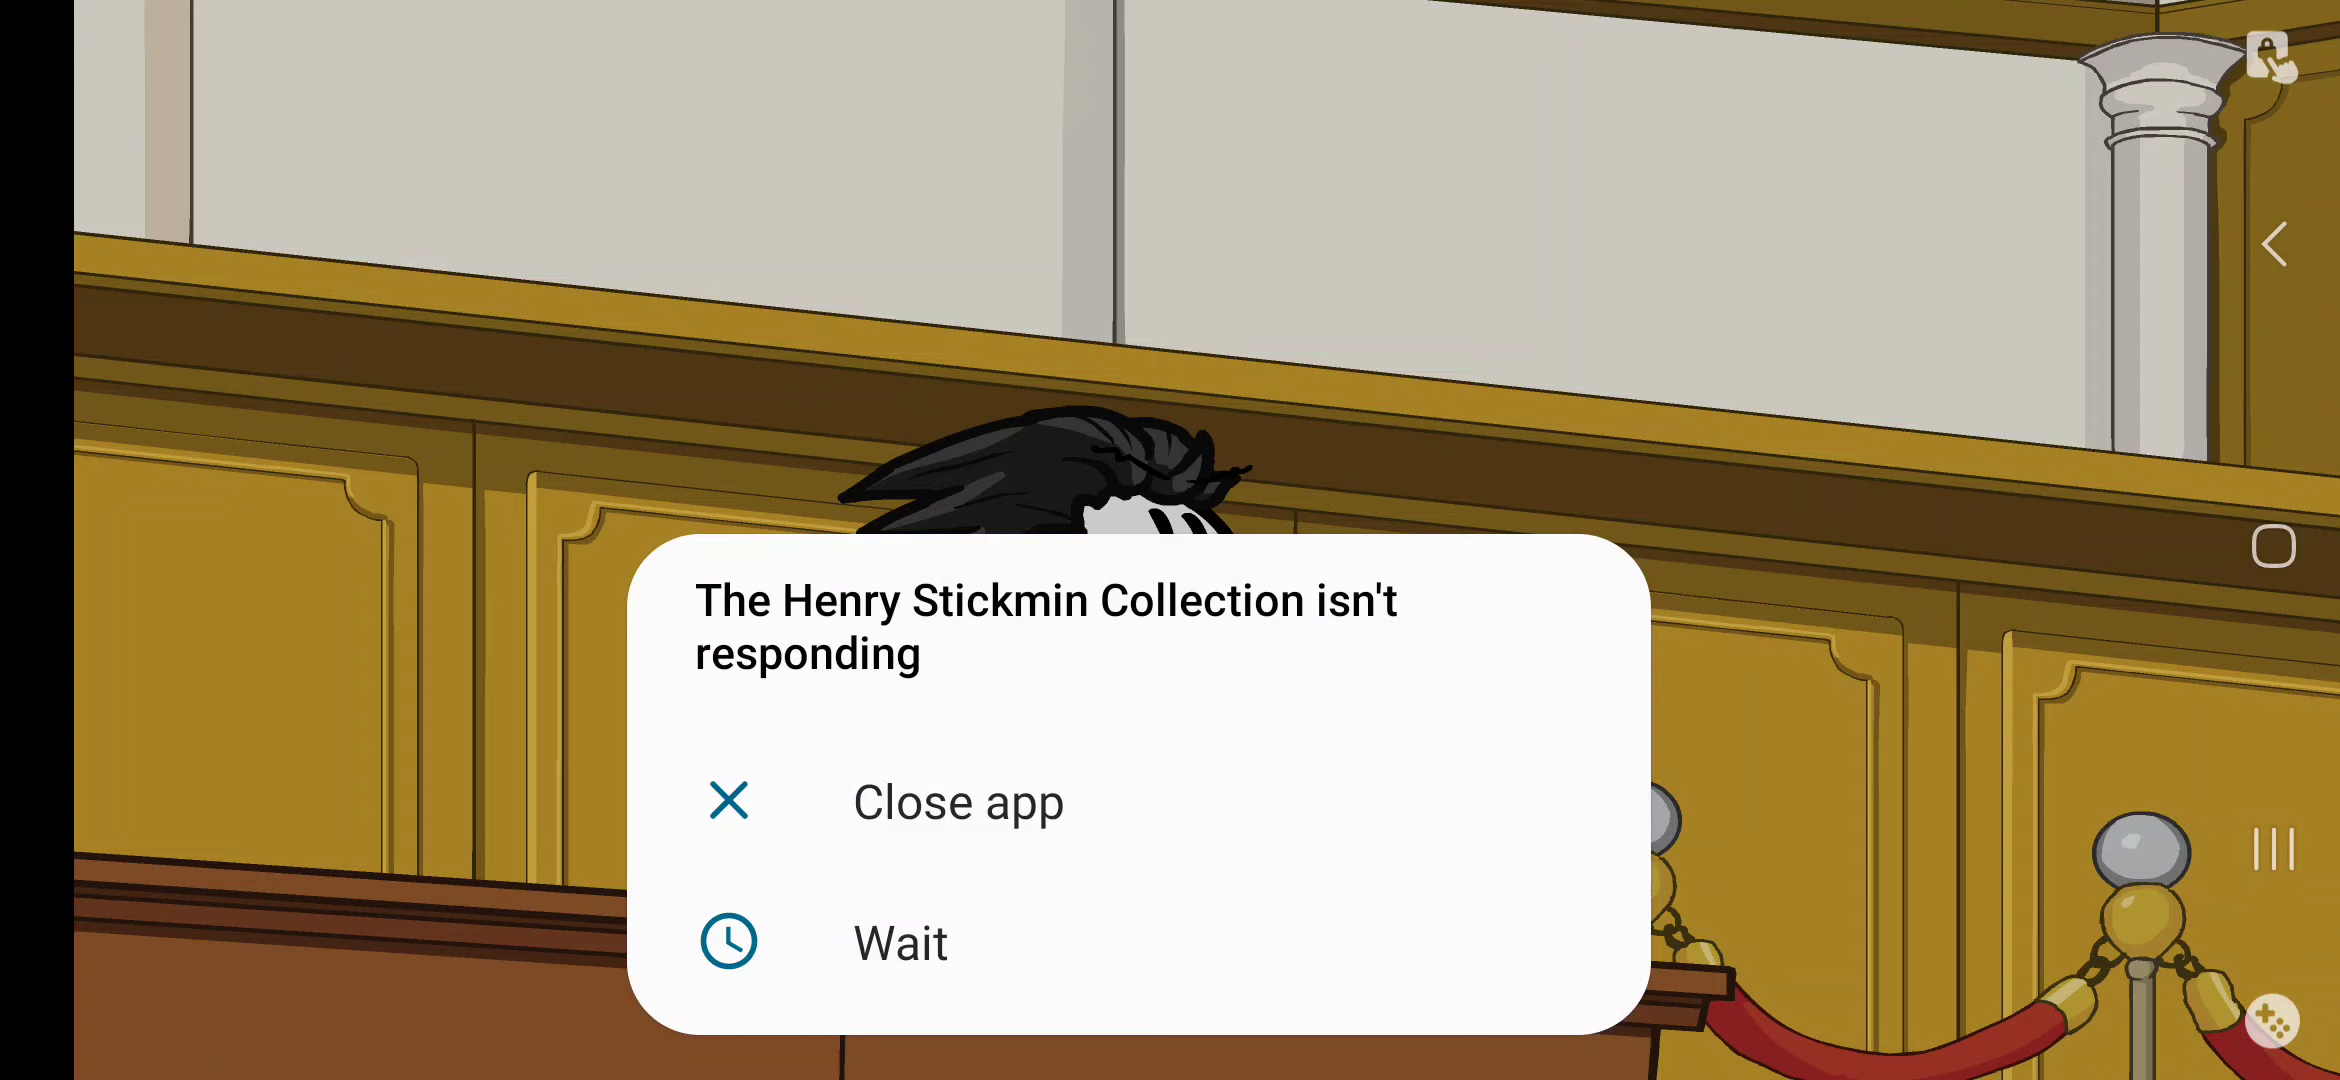 The Henry Stickmin Collection isn't
responding
Close app
Wait